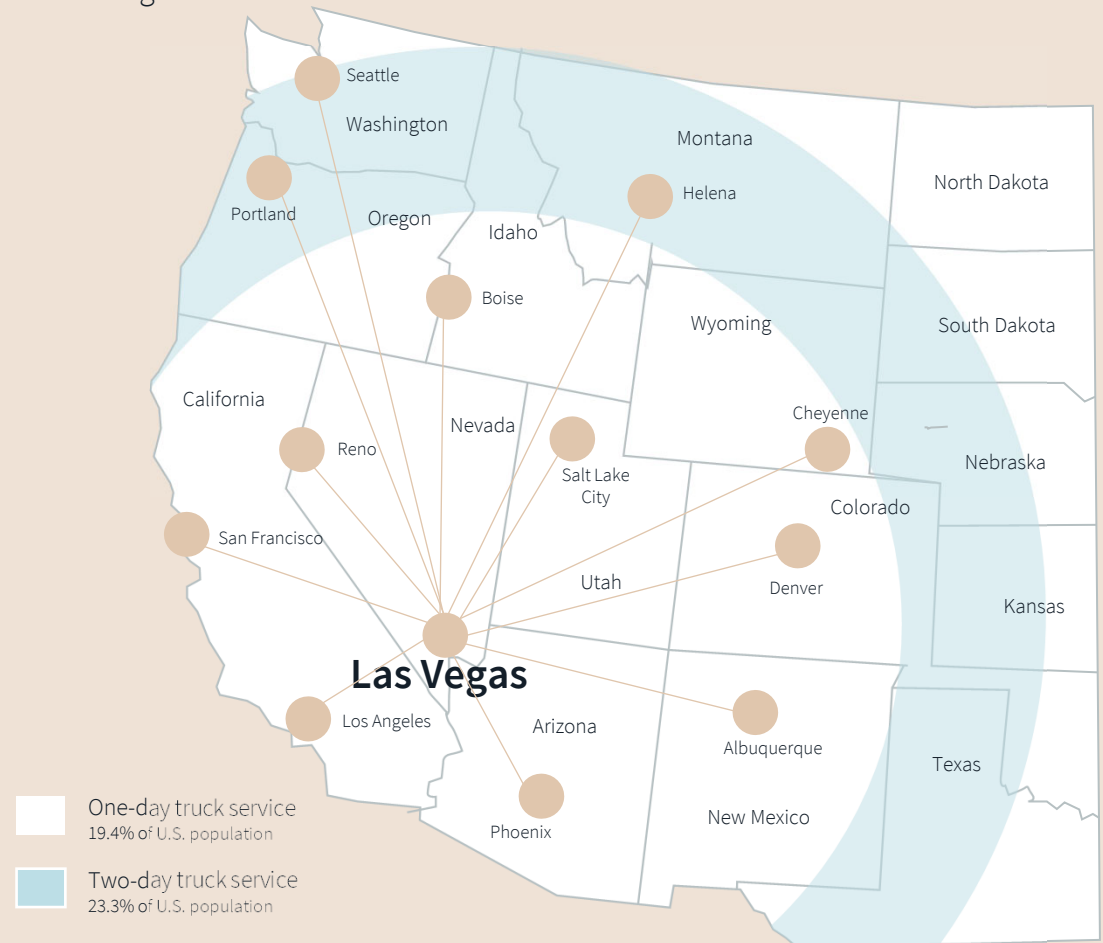 Seattle
Washington
Montana
North Dakota
Helena
Portland
Oregon
Idaho
Boise
Wyoming
South Dakota
California
Cheyenne
Nevada
Reno
Salt Lake
City
Nebraska
Colorado
San Francisco
Utah
Denver
Kansas
Las Vegas
Los Angeles
Arizona
Albuquerque
Texas
New Mexico
Phoenix
One-day truck service
19.4% of U.S. population
Two-day truck service
23.3% of U.S. population